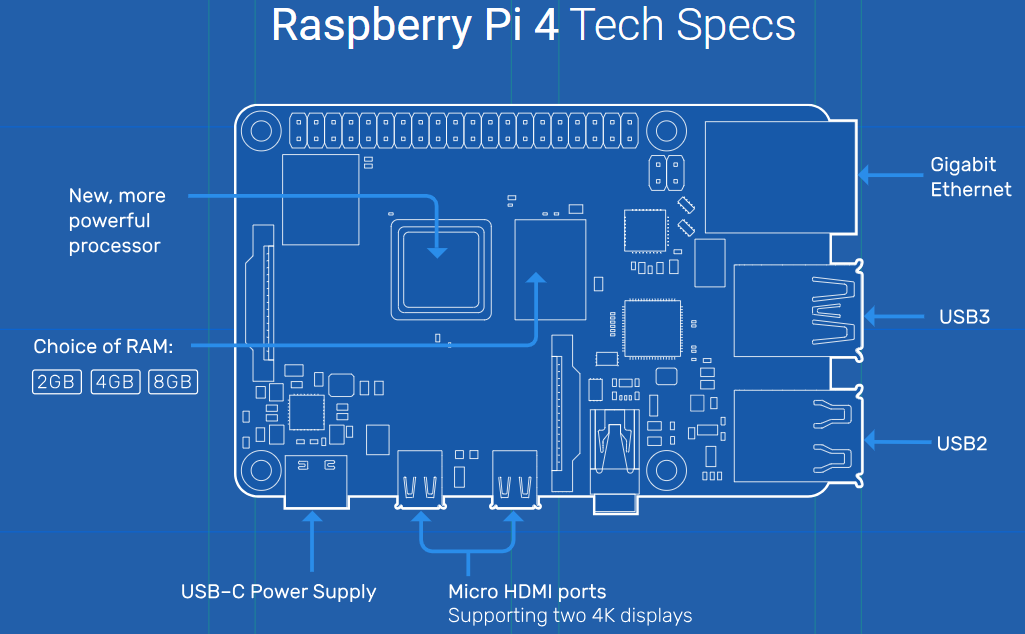 Raspberry Pi 4 Tech Specs
New, more
powerful
processor
Gigabit
Ethernet
USB3
Choice of RAM:
2GB 4GB 8GB
USB2
USB-C Power Supply
Micro HDMI ports
Supporting two 4K displays